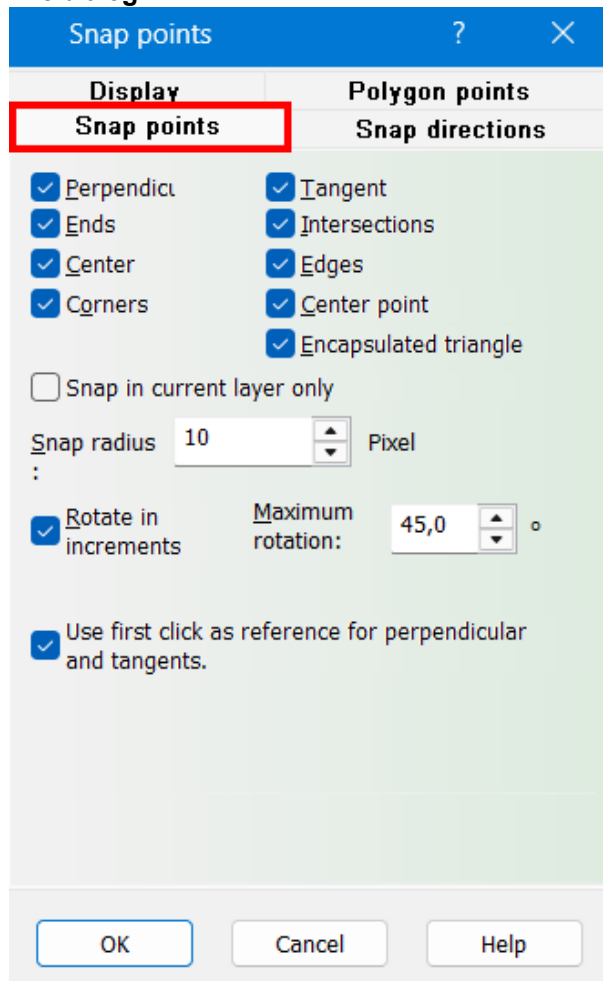 Snap points ?
Display Polygon points
Snap points Snap directions
Perpendicu Tangent
Ends Intersections
Center Edges
Corners Center point
Encapsulated triangle
Snap in current layer only
Snap radius 10 Pixel
:
Rotate in Maximum
increments rotation: 45,0 °
Use first click as reference for perpendicular
and tangents.
OK Cancel Help